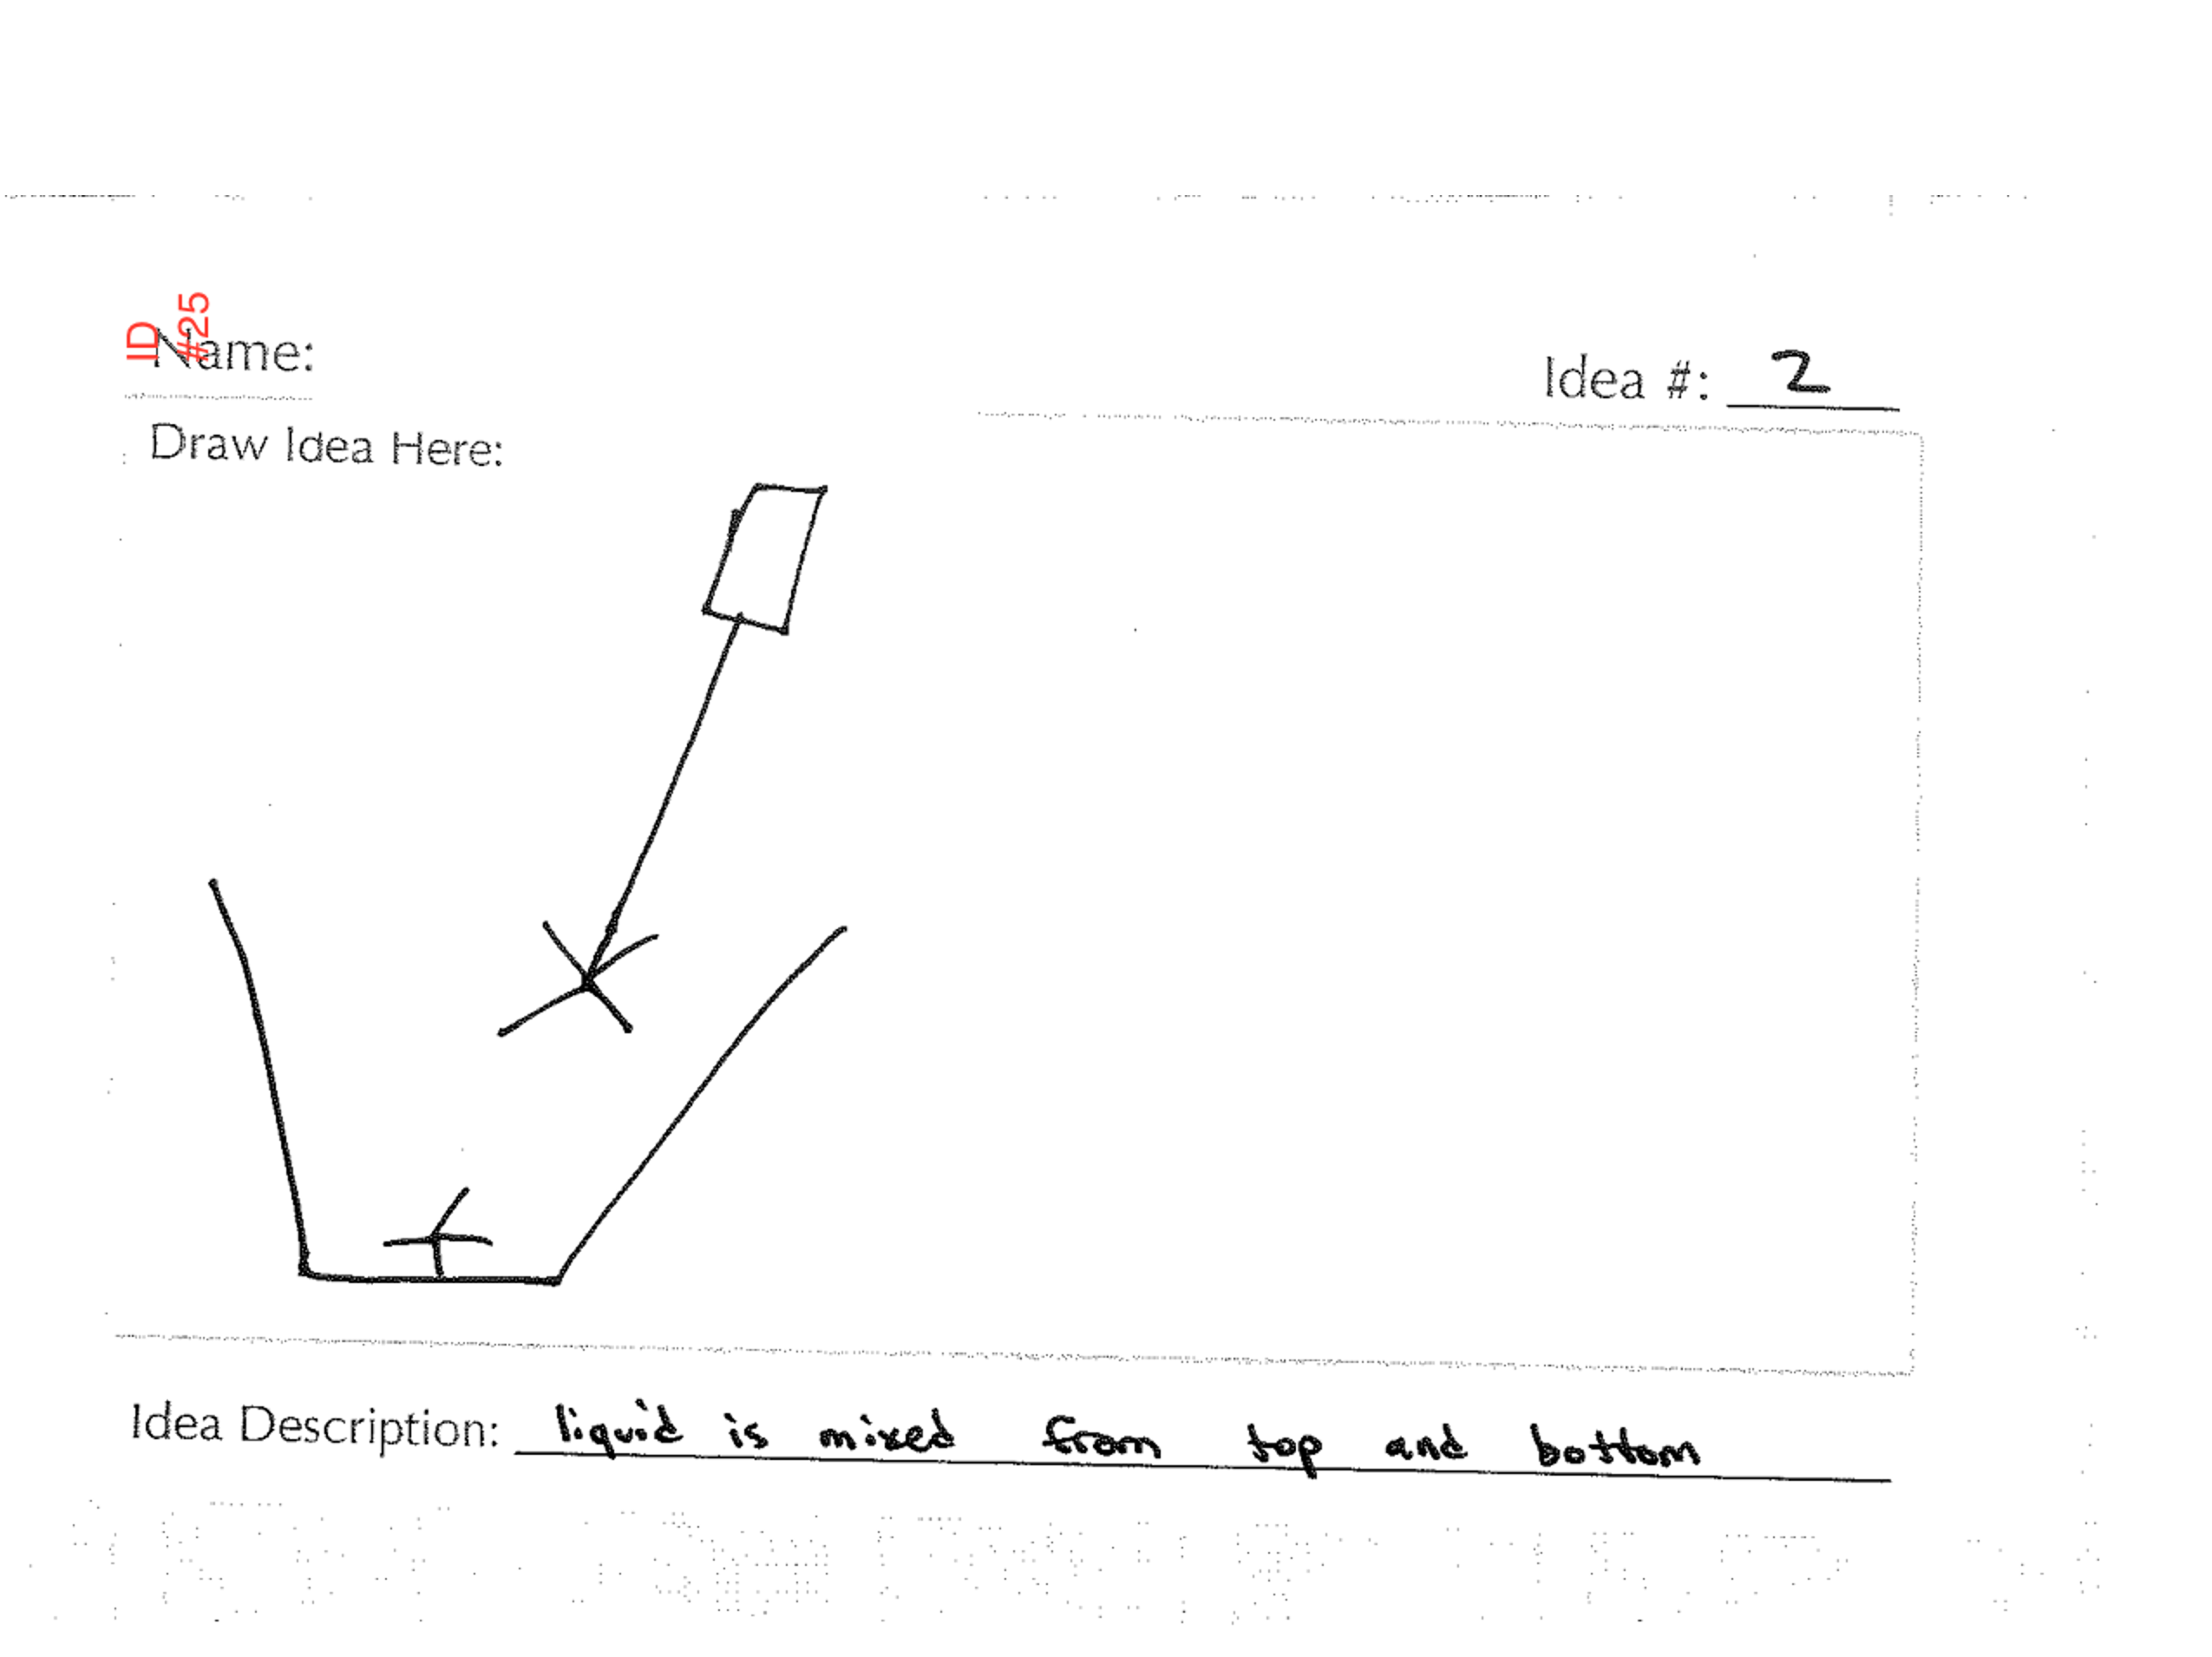 ID
#25
Name:
Idea #: 2
Draw Idea Here:
Idea Description: liquid is mixed from top and bottom